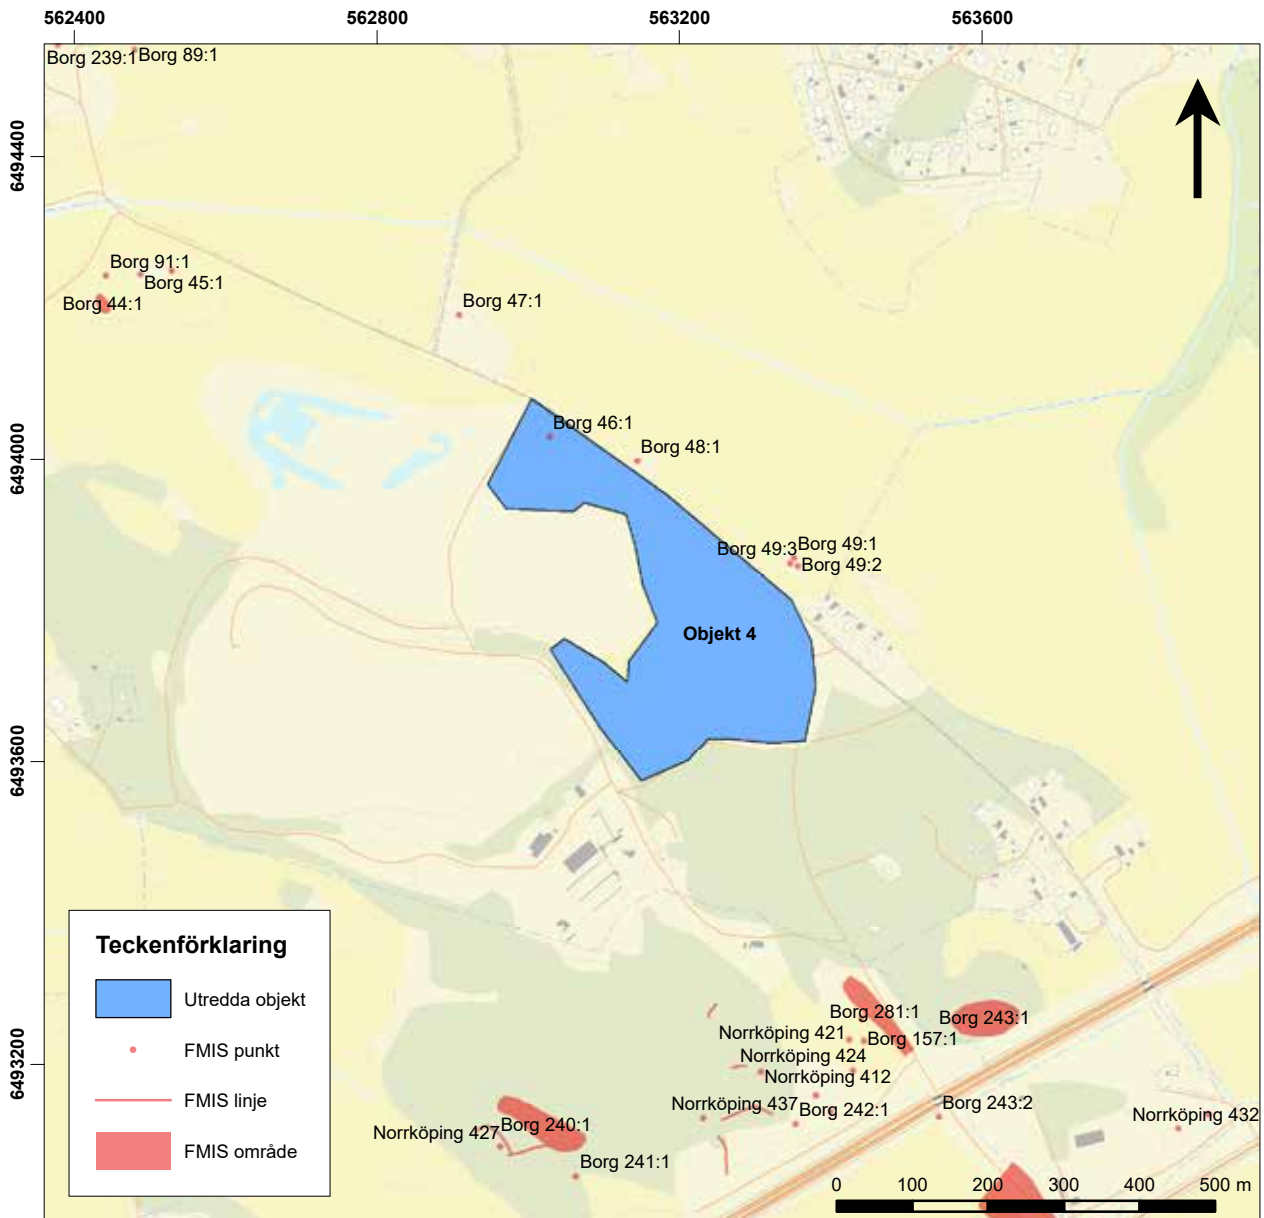 562400 562800 563200 563600
Borg 239:1 Borg 89:1
6494400
Borg 91:1
Borg 45:1
Borg 44:1
Borg 47:1
Borg 46:1
Borg 48:1
6494000
Borg 49:3 Borg 49:1
Borg 49:2
Objekt 4
6493600
Teckenförklaring
Utredda objekt
FMIS punkt
FMIS linje
FMIS område
Borg 281:1
Borg 243:1
Norrköping 421
Borg 157:1
Norrköping 424
Norrköping 412
6493200
Norrköping 437
Borg 242:1
Borg 243:2
Norrköping 432
Borg 240:1
Norrköping 427
Borg 241:1
0 100 200 300 400 500 m